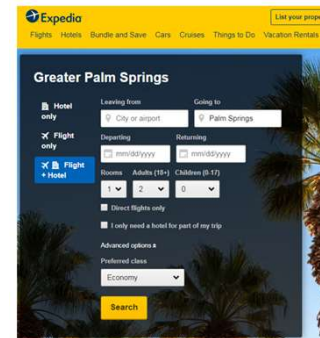 Expedia
List your prope
Flights Hotels Bundle and Save Cars Cruises Things to Do Vacation Rentals
Greater Palm Springs
Hotel only
Flight only
Flight + Hotel
Leaving from Going to
City or airport Palm Springs
Departing Returning
mm/dd/yyyy mm/dd/yyyy
Rooms Adults (18+) Children (0-17)
1 2 0
Direct flights only
I only need a hotel for part of my trip
Advanced options
Preferred class
Economy
Search